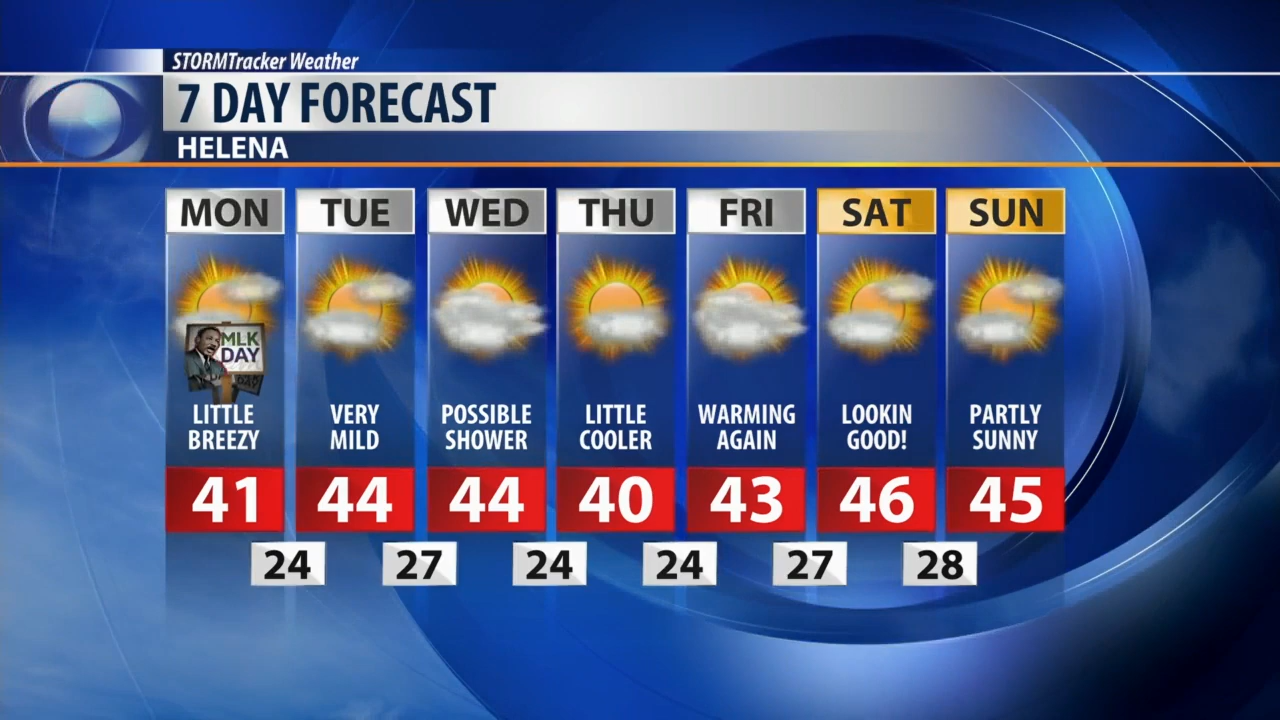 STORMTracker Weather
7 DAY FORECAST
HELENA
MON TUE WED THU FRI SAT SUN
MLK
DAY
LITTLE
BREEZY
VERY
MILD
POSSIBLE
SHOWER
LITTLE
COOLER
WARMING
AGAIN
LOOKIN
GOOD!
PARTLY
SUNNY
41 44 44 40 43 46 45
24 27 24 24 27 28